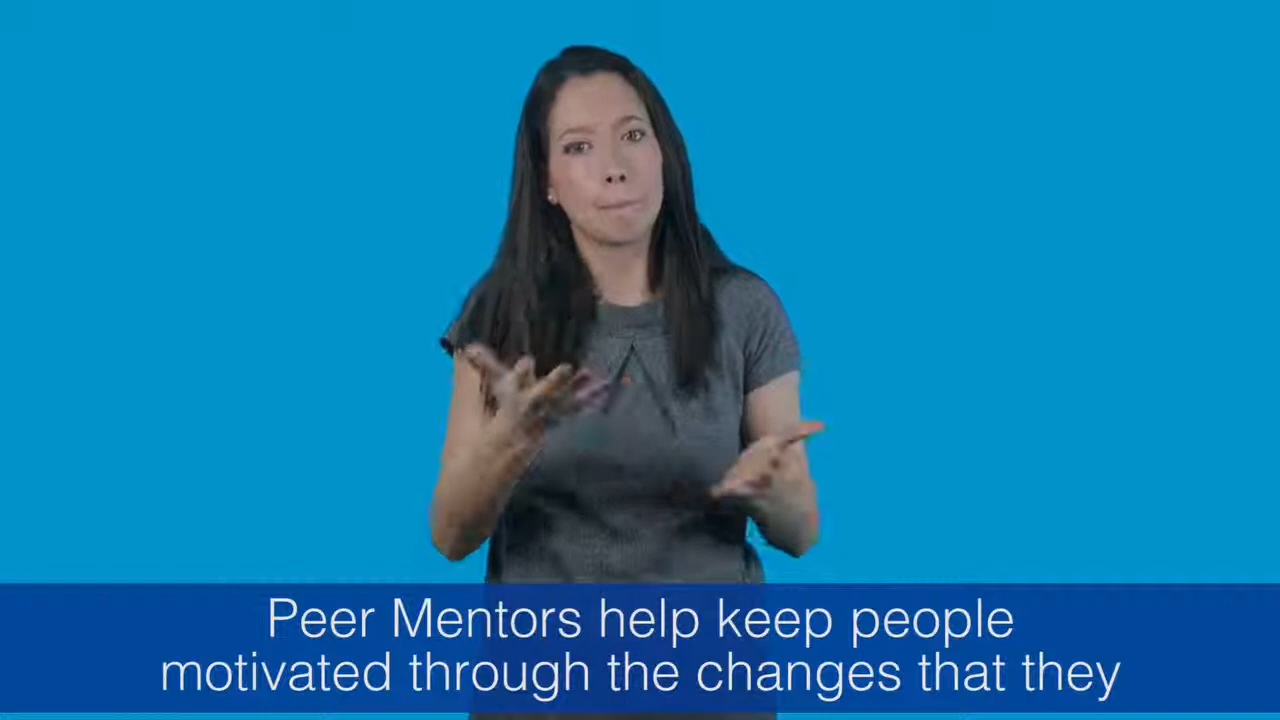 Peer Mentors help keep people
motivated through the changes that they